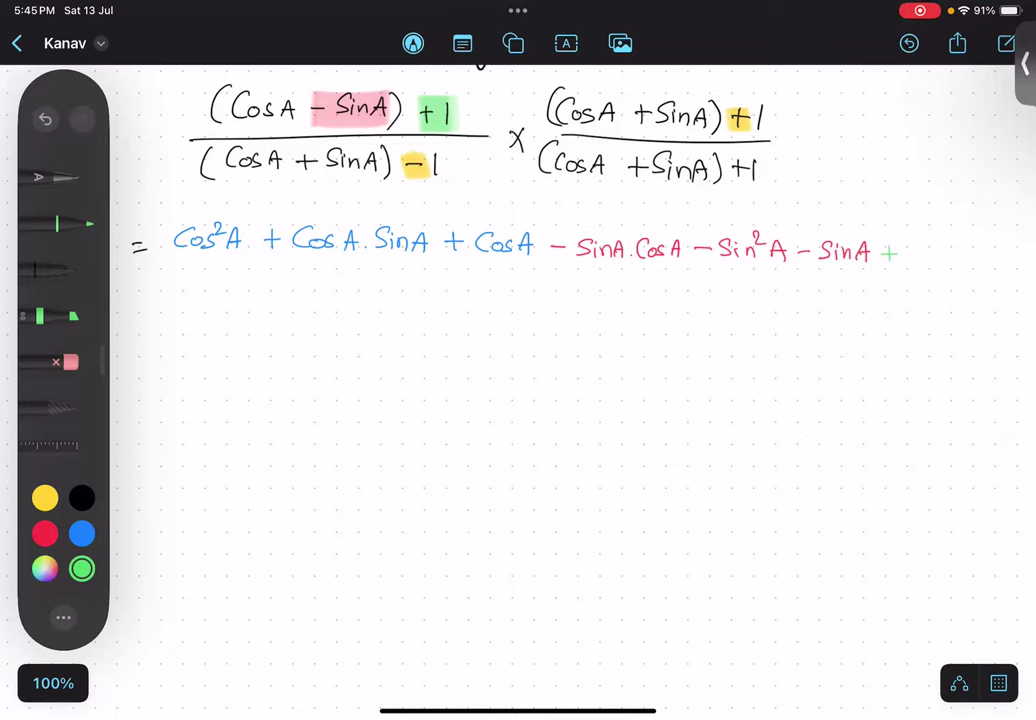 5:45 PM Sat 13 Jul
91%
Kanav
A
(CosA - SinA) + 1 (CosA + SinA) + 1
×
(CosA + SinA) - 1 (CosA + SinA) + 1
= Cos²A + CosA.SinA + CosA - SinA.CosA - Sin²A - SinA +
100%